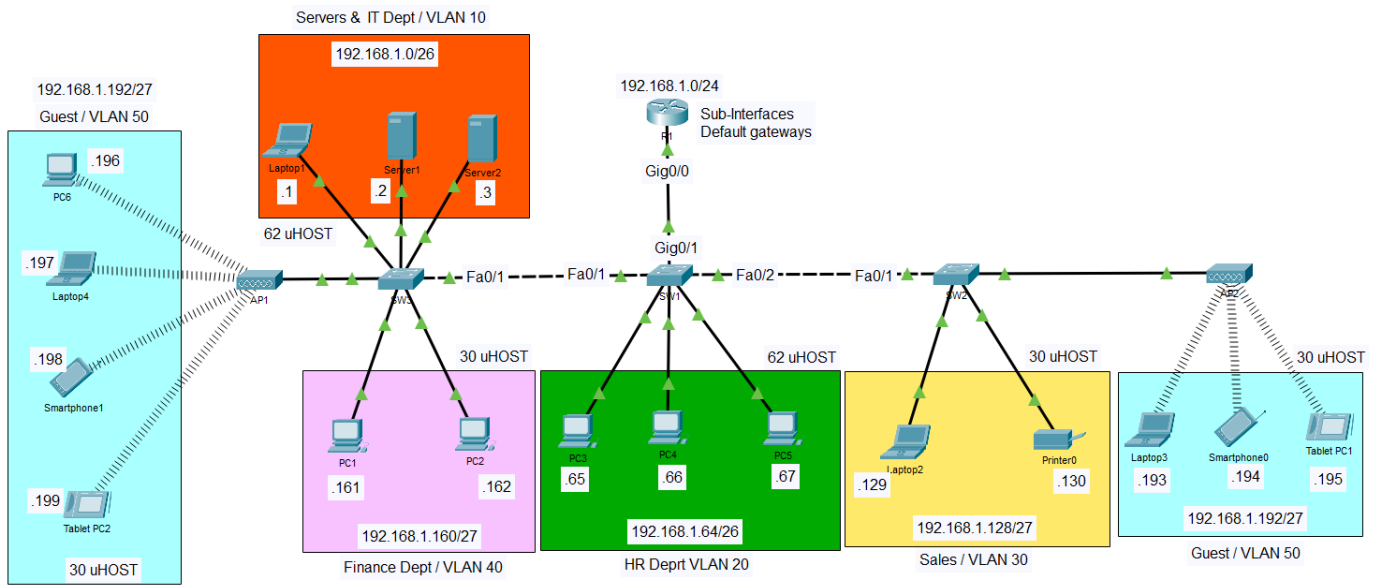 Servers & IT Dept / VLAN 10
192.168.1.0/26
Laptop1
Server1
Server2
.1
.2
.3
62 uHOST
192.168.1.192/27
Guest / VLAN 50
.196
PC6
.197
Laptop4
.198
Smartphone1
.199
Tablet PC2
30 uHOST
AP1
SW3
Fa0/1
Fa0/1
192.168.1.0/24
R1
Sub-Interfaces
Default gateways
Gig0/0
Gig0/1
SW1
Fa0/2
Fa0/1
SW2
AP2
30 uHOST
PC1
PC2
.161
.162
192.168.1.160/27
Finance Dept / VLAN 40
62 uHOST
PC3
PC4
PC5
.65
.66
.67
192.168.1.64/26
HR Deprt VLAN 20
30 uHOST
Laptop2
Printer0
.129
.130
192.168.1.128/27
Sales / VLAN 30
30 uHOST
Laptop3
Smartphone0
Tablet PC1
.193
.194
.195
192.168.1.192/27
Guest / VLAN 50